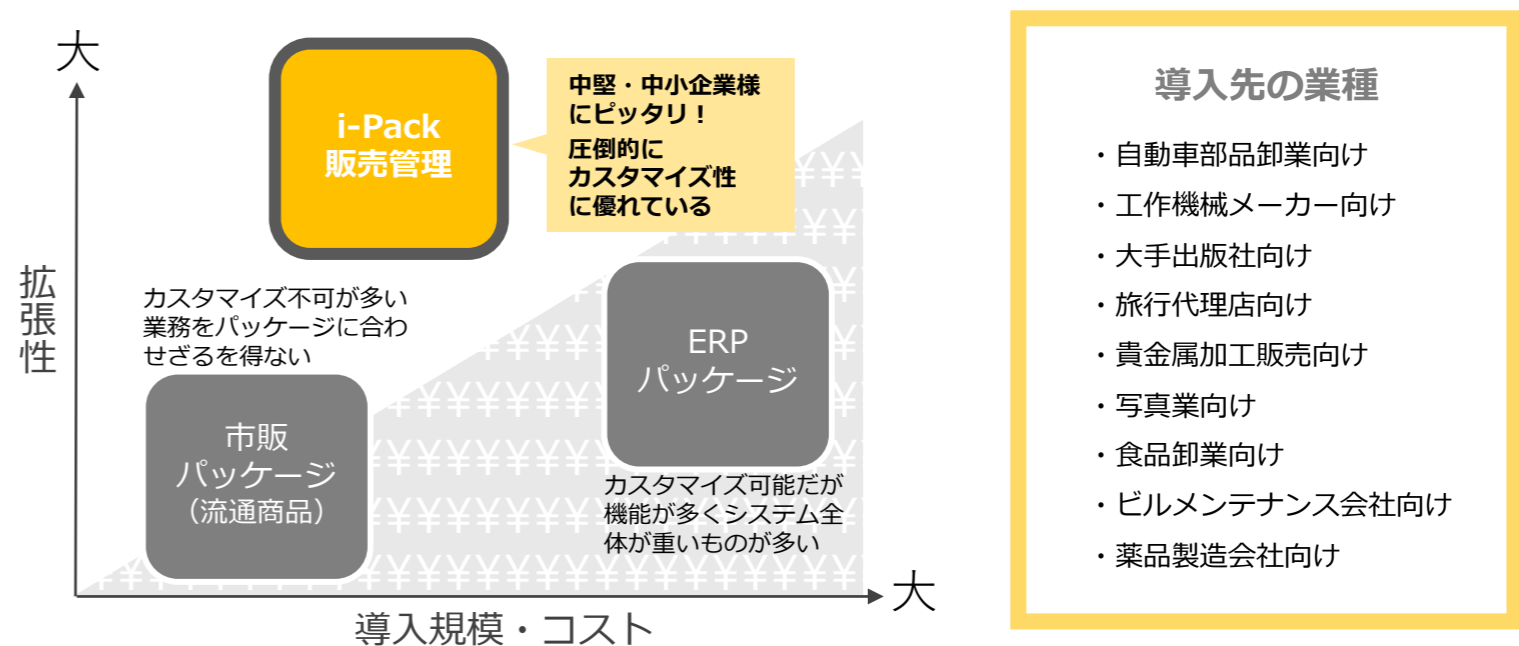 大
i-Pack
販売管理
中堅・中小企業様
にピッタリ！
圧倒的に
カスタマイズ性
に優れている
拡張性
カスタマイズ不可が多い
業務をパッケージに合わ
せざるを得ない
市販
パッケージ
（流通商品）
ERP
パッケージ
カスタマイズ可能だが
機能が多くシステム全
体が重いものが多い
大
導入規模・コスト
導入先の業種
・自動車部品卸業向け
・工作機械メーカー向け
・大手出版社向け
・旅行代理店向け
・貴金属加工販売向け
・写真業向け
・食品卸業向け
・ビルメンテナンス会社向け
・薬品製造会社向け